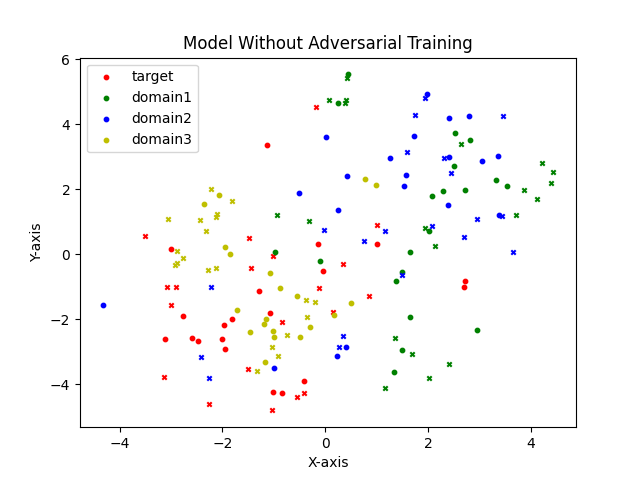 Model Without Adversarial Training
target
domain1
domain2
domain3
6
4
2
0
−2
−4
Y-axis
−4
−2
0
2
4
X-axis